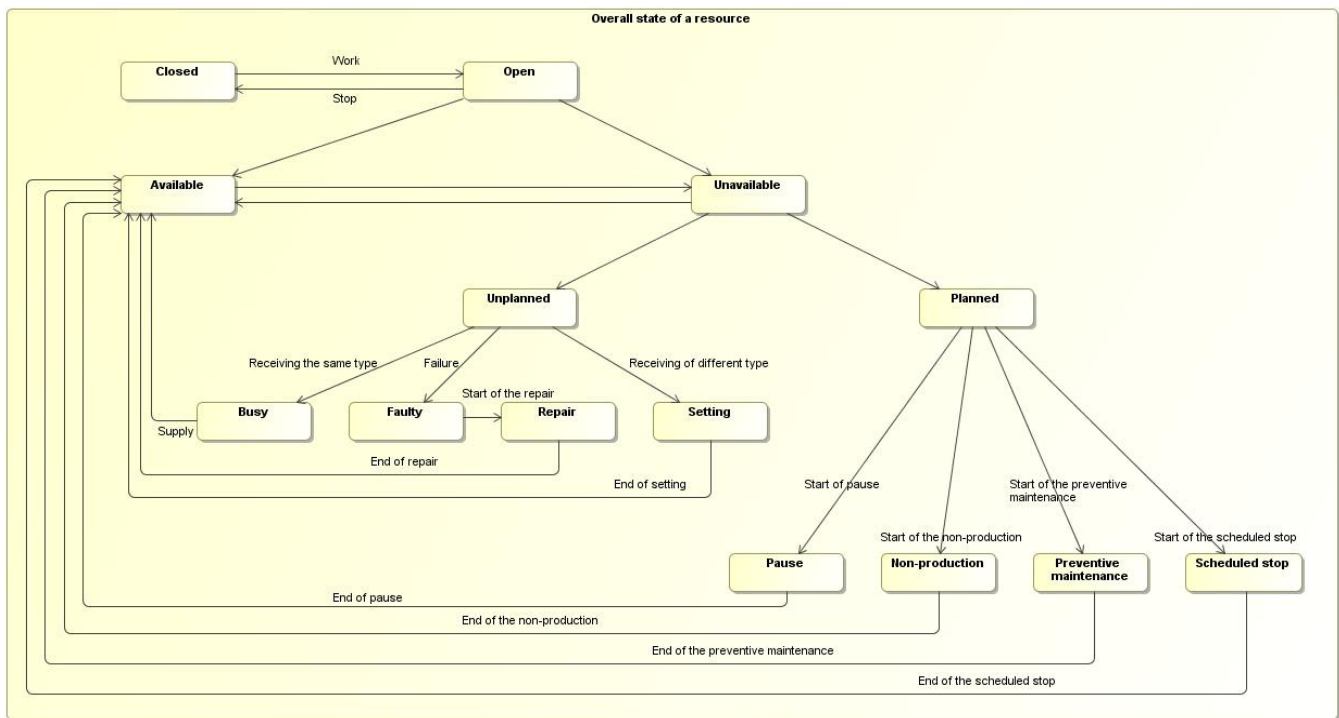 Overall state of a resource
Closed
Work
Open
Stop
Available
Unavailable
Unplanned
Planned
Receiving the same type
Failure
Receiving of different type
Start of the repair
Busy
Faulty
Repair
Setting
Supply
End of repair
End of setting
Start of pause
Start of the preventive
maintenance
Start of the non-production
Start of the scheduled stop
Pause
Non-production
Preventive
maintenance
Scheduled stop
End of pause
End of the non-production
End of the preventive maintenance
End of the scheduled stop